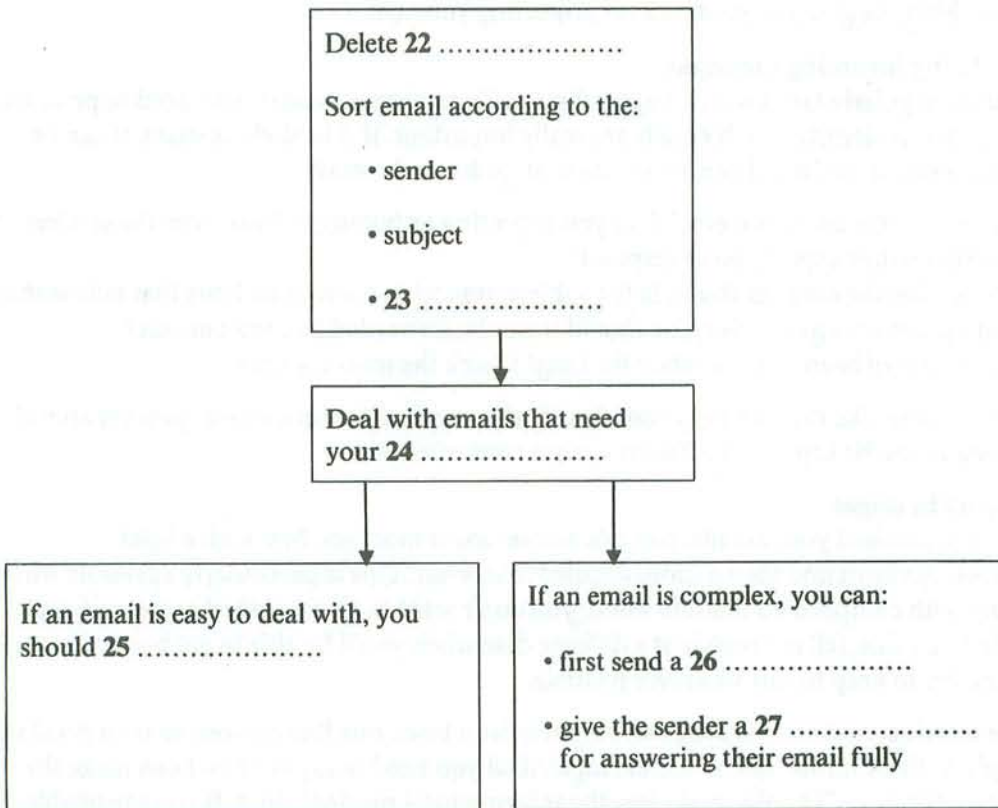 Delete 22 ......................
Sort email according to the:
• sender
• subject
• 23 ..........................
Deal with emails that need
your 24 ..........................
If an email is easy to deal with, you
should 25 ........................
If an email is complex, you can:
• first send a 26 ..........................
• give the sender a 27 ..........................
for answering their email fully